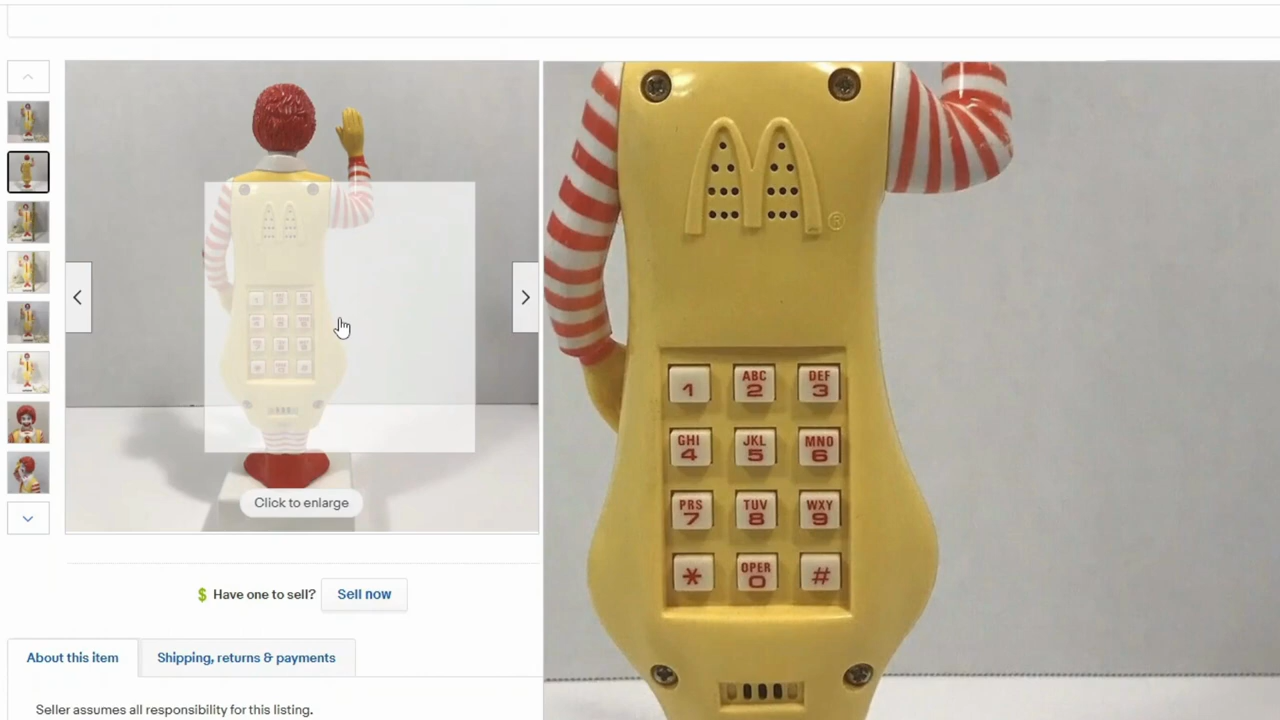 Click to enlarge
Have one to sell?
Sell now
About this item
Shipping, returns & payments
Seller assumes all responsibility for this listing.
®
1
ABC
2
DEF
3
GHI
4
JKL
5
MNO
6
PRS
7
TUV
8
WXY
9
*
OPER
0
#